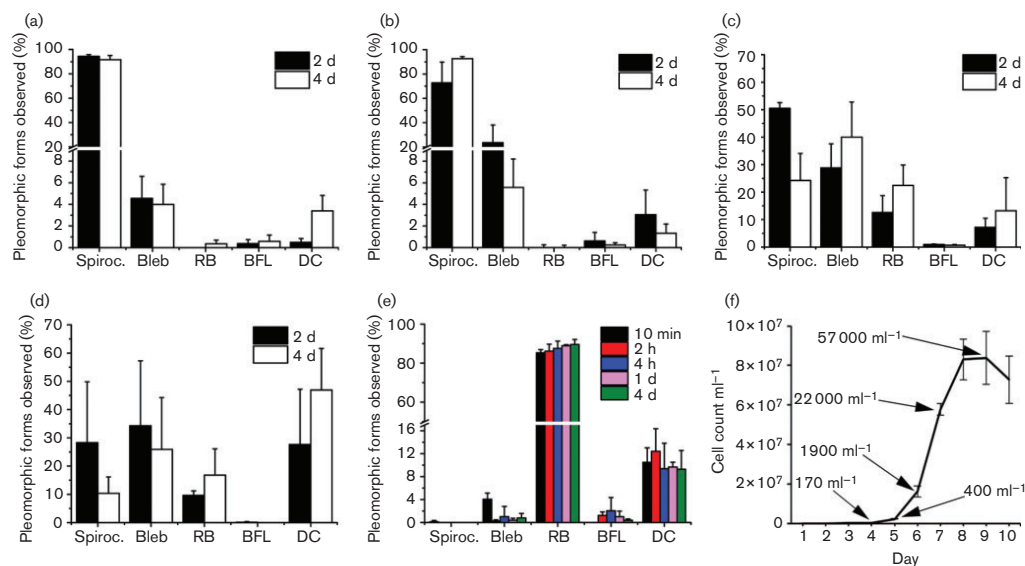 (a)
Pleomorphic forms observed (%)
100
80
60
40
20
8
6
4
2
0
2 d
4 d
Spiroc. Bleb RB BFL DC
(b)
Pleomorphic forms observed (%)
100
80
60
40
20
8
6
4
2
0
2 d
4 d
Spiroc. Bleb RB BFL DC
(c)
Pleomorphic forms observed (%)
70
60
50
40
30
20
10
0
2 d
4 d
Spiroc. Bleb RB BFL DC
(d)
Pleomorphic forms observed (%)
70
60
50
40
30
20
10
0
2 d
4 d
Spiroc. Bleb RB BFL DC
(e)
Pleomorphic forms observed (%)
100
80
60
40
12
8
4
0
10 min
2 h
4 h
1 d
4 d
Spiroc. Bleb RB BFL DC
(f)
Cell count ml⁻¹
10×10⁷
8×10⁷
6×10⁷
4×10⁷
2×10⁷
0
57 000 ml⁻¹
22 000 ml⁻¹
1900 ml⁻¹
170 ml⁻¹
400 ml⁻¹
1 2 3 4 5 6 7 8 9 10
Day